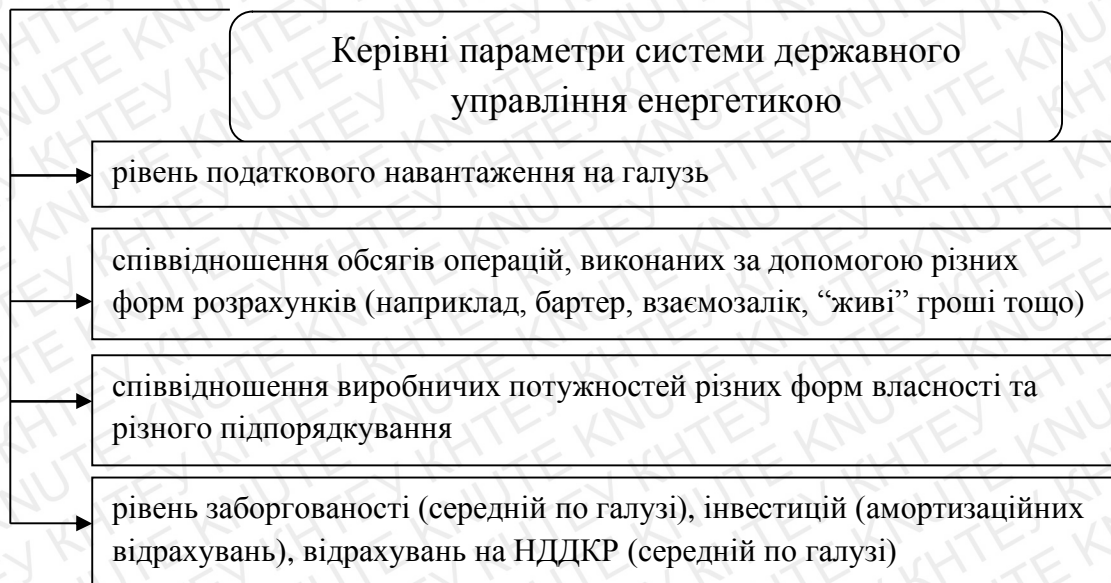 Керівні параметри системи державного
управління енергетикою
рівень податкового навантаження на галузь
співвідношення обсягів операцій, виконаних за допомогою різних
форм розрахунків (наприклад, бартер, взаємозалік, “живі” гроші тощо)
співвідношення виробничих потужностей різних форм власності та
різного підпорядкування
рівень заборгованості (середній по галузі), інвестицій (амортизаційних
відрахувань), відрахувань на НДДКР (середній по галузі)